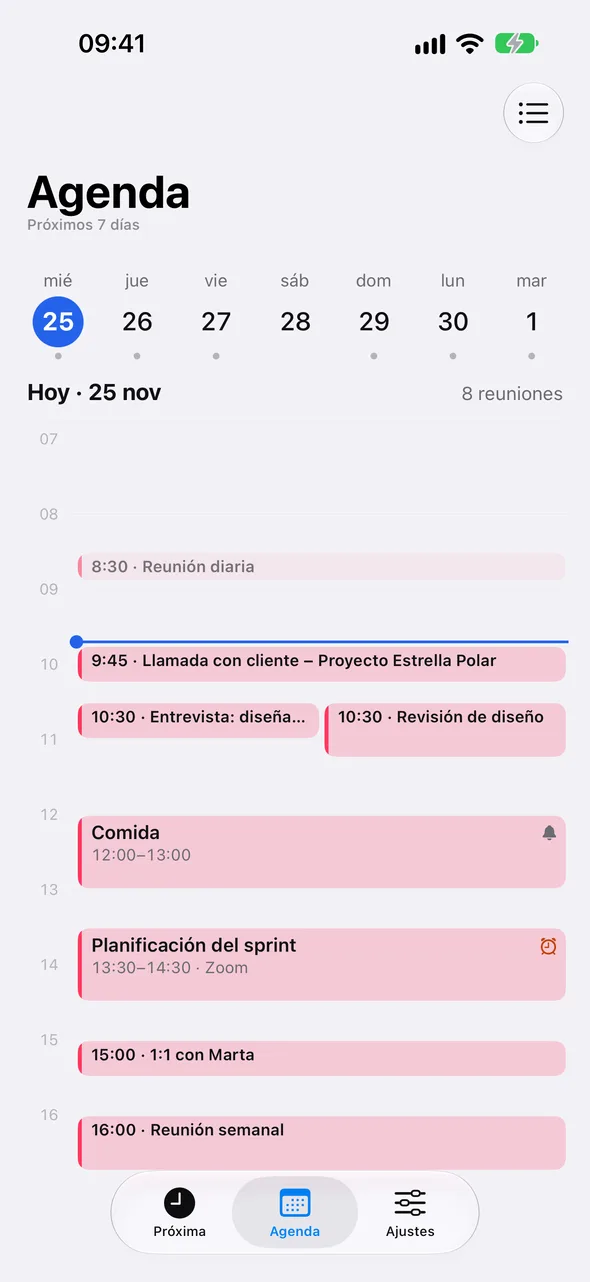 09:41
Agenda
Próximos 7 días
mié jue vie sáb dom lun mar
25 26 27 28 29 30 1
Hoy · 25 nov 8 reuniones
07
08
8:30 · Reunión diaria
09
9:45 · Llamada con cliente – Proyecto Estrella Polar
10
10:30 · Entrevista: diseña... 10:30 · Revisión de diseño
11
12
Comida
12:00–13:00
13
Planificación del sprint
14
13:30–14:30 · Zoom
15
15:00 · 1:1 con Marta
16
16:00 · Reunión semanal
Próxima Agenda Ajustes